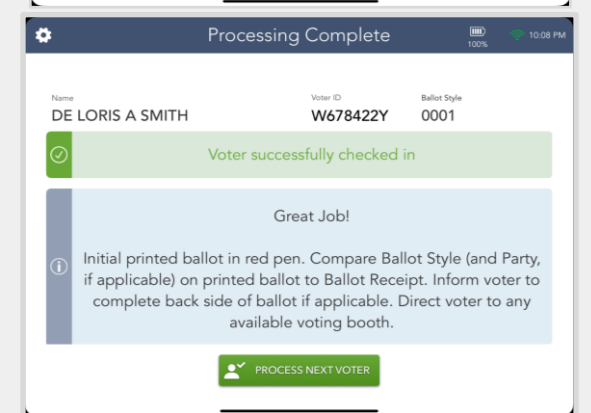 Processing Complete
100%
10:08 PM
Name
DE LORIS A SMITH
Voter ID
W678422Y
Ballot Style
0001
Voter successfully checked in
Great Job!
Initial printed ballot in red pen. Compare Ballot Style (and Party,
if applicable) on printed ballot to Ballot Receipt. Inform voter to
complete back side of ballot if applicable. Direct voter to any
available voting booth.
PROCESS NEXT VOTER